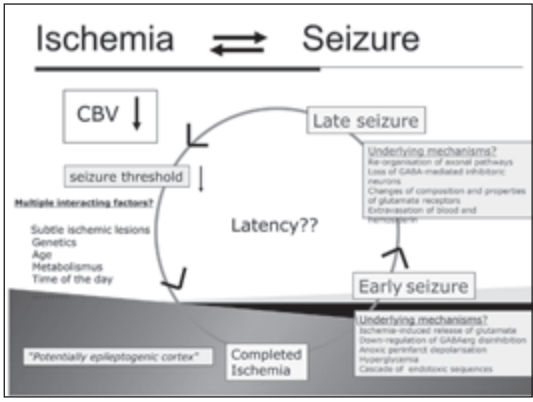 Ischemia ⇌ Seizure
CBV ↓
Late seizure
seizure threshold ↓
Underlying mechanisms?
Re-organisation of axonal pathways
Loss of GABA-mediated inhibitoric
neurons
Changes of composition and properties
of glutamate receptors
Extravasation of blood and
hemosiderin
Multiple interacting factors?
Subtle ischemic lesions
Genetics
Age
Metabolismus
Time of the day
Latency??
Early seizure
Underlying mechanisms?
Ischemia-induced release of glutamate
Down-regulation of GABAerg disinhibition
Anoxic periinfarct depolarisation
Hyperglycemia
Cascade of endotoxic sequences
"Potentially epileptogenic cortex"
Completed
Ischemia